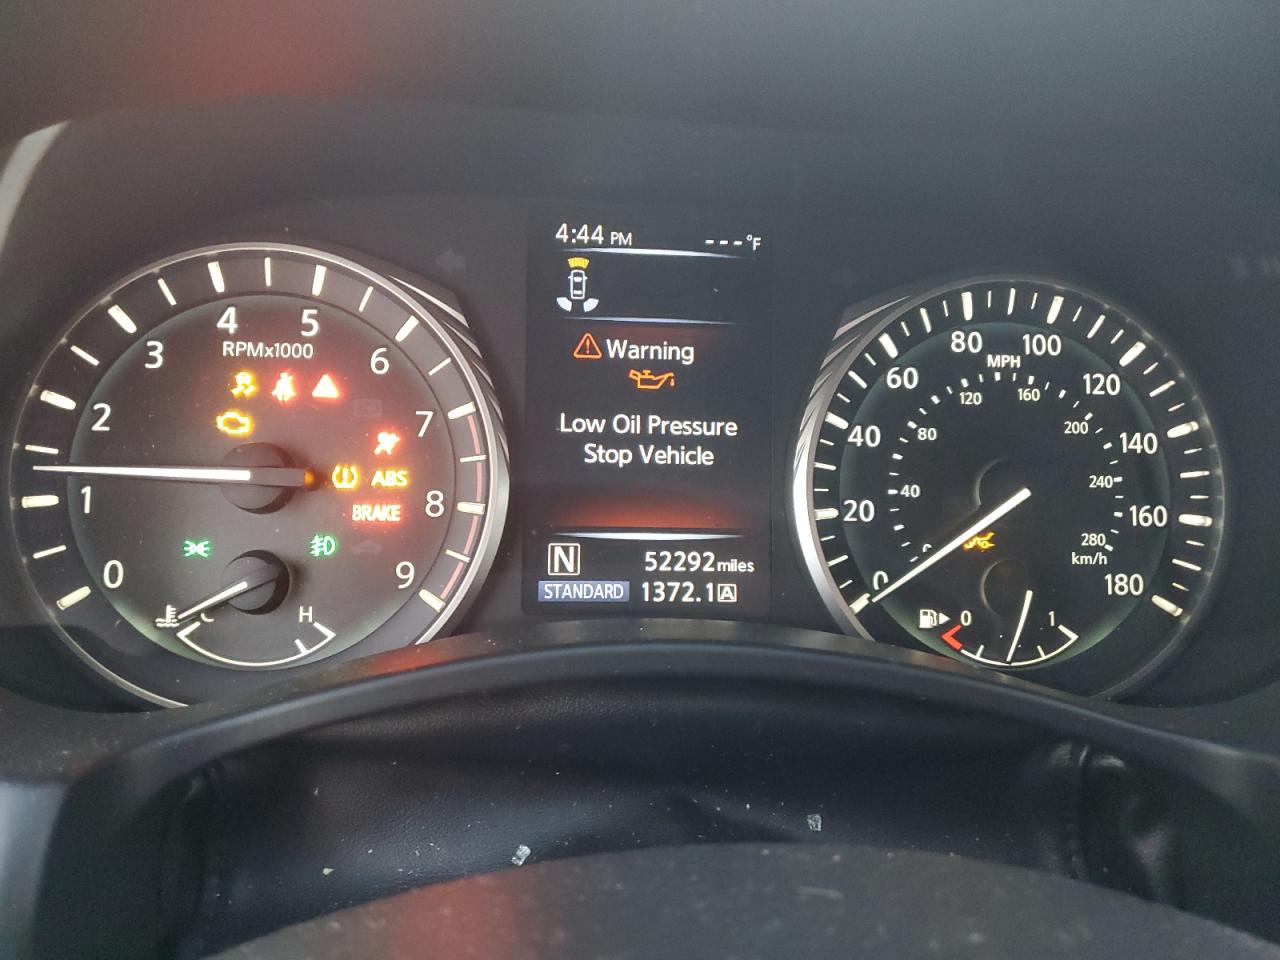 4:44 PM ---°F
Warning
Low Oil Pressure
Stop Vehicle
N 52292 miles
STANDARD 1372.1 A
0
1
2
3
4
5
6
7
8
9
RPMx1000
ABS
BRAKE
C H
0
20
40
60
80
100
120
140
160
180
MPH
0
40
80
120
160
200
240
280
km/h
0 1